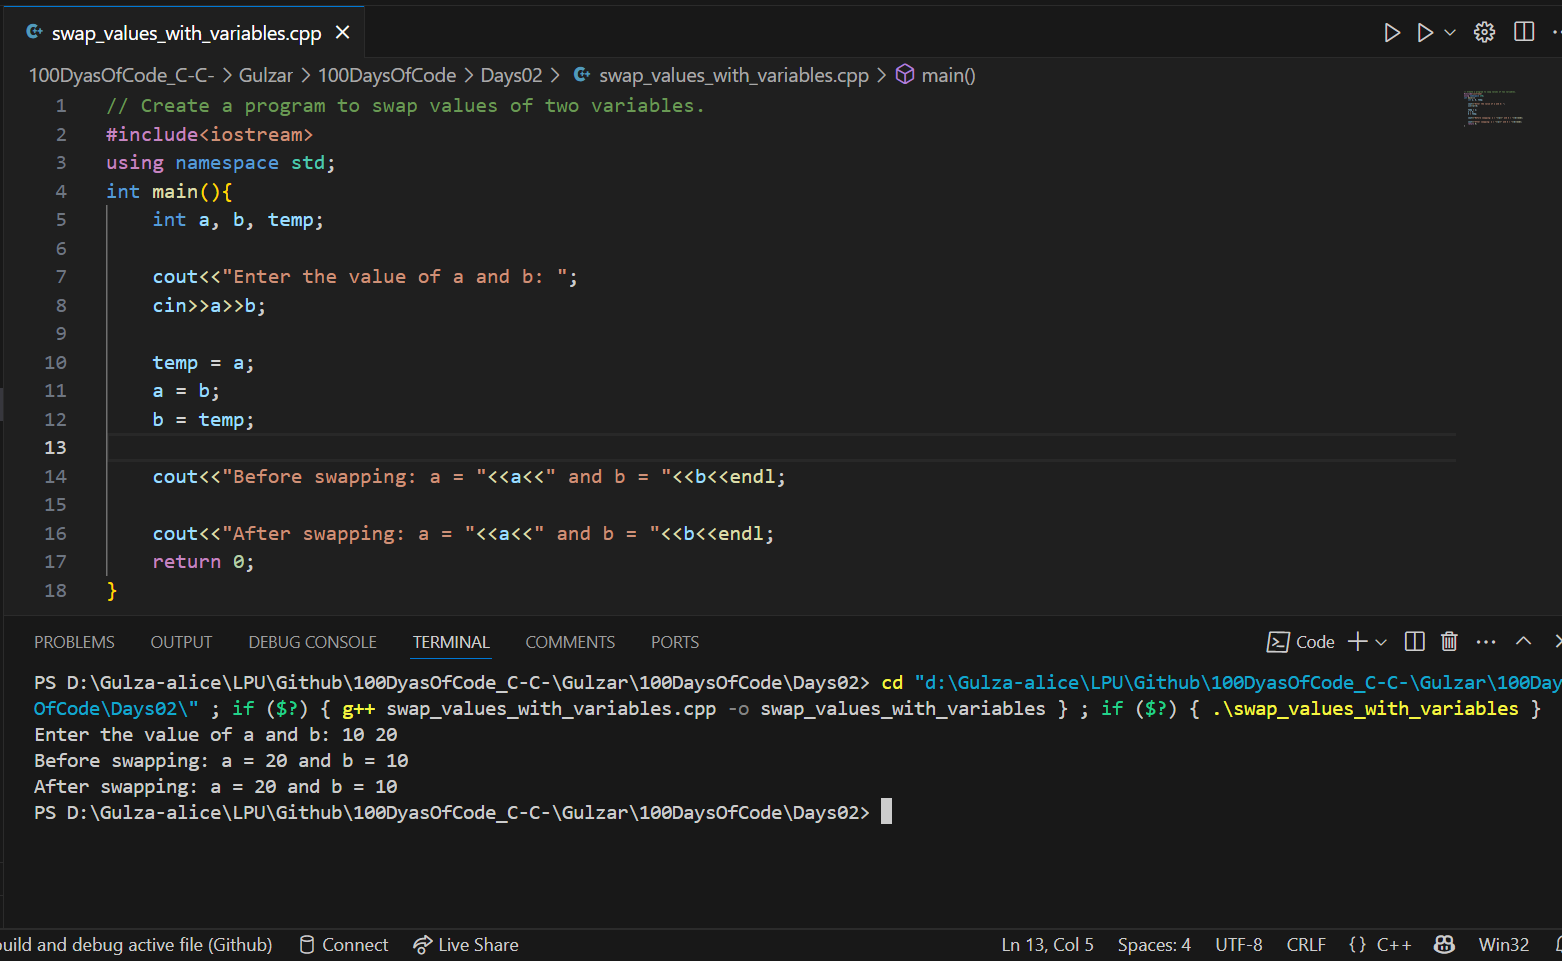 swap_values_with_variables.cpp
100DyasOfCode_C-C- > Gulzar > 100DaysOfCode > Days02 > swap_values_with_variables.cpp > main()
1 // Create a program to swap values of two variables.
2 #include<iostream>
3 using namespace std;
4 int main(){
5     int a, b, temp;
6
7     cout<<"Enter the value of a and b: ";
8     cin>>a>>b;
9
10     temp = a;
11     a = b;
12     b = temp;
13
14     cout<<"Before swapping: a = "<<a<<" and b = "<<b<<endl;
15
16     cout<<"After swapping: a = "<<a<<" and b = "<<b<<endl;
17     return 0;
18 }
PROBLEMS OUTPUT DEBUG CONSOLE TERMINAL COMMENTS PORTS Code
PS D:\Gulza-alice\LPU\Github\100DyasOfCode_C-C-\Gulzar\100DaysOfCode\Days02> cd "d:\Gulza-alice\LPU\Github\100DyasOfCode_C-C-\Gulzar\100Day
OfCode\Days02\" ; if ($?) { g++ swap_values_with_variables.cpp -o swap_values_with_variables } ; if ($?) { .\swap_values_with_variables }
Enter the value of a and b: 10 20
Before swapping: a = 20 and b = 10
After swapping: a = 20 and b = 10
PS D:\Gulza-alice\LPU\Github\100DyasOfCode_C-C-\Gulzar\100DaysOfCode\Days02>
uild and debug active file (Github) Connect Live Share Ln 13, Col 5 Spaces: 4 UTF-8 CRLF {} C++ Win32